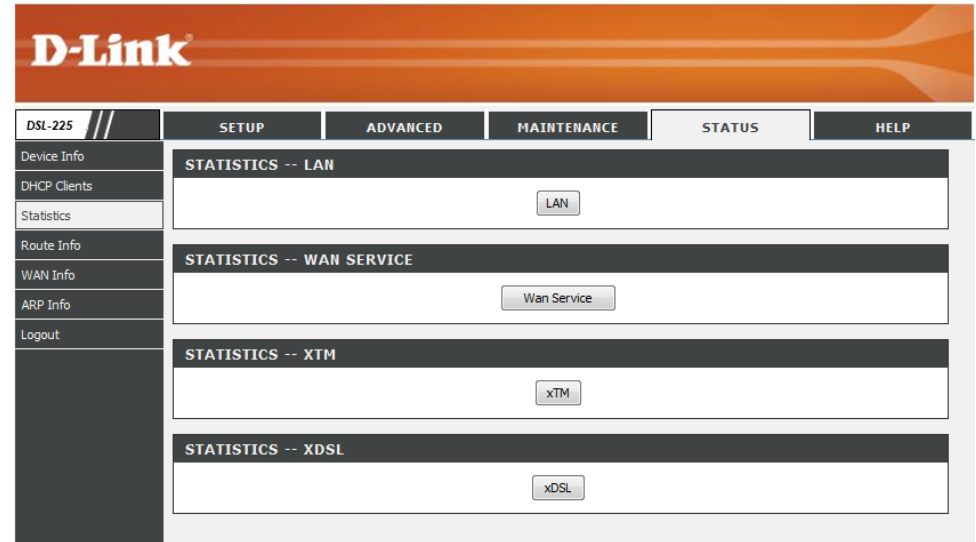 D-Link
DSL-225
SETUP
ADVANCED
MAINTENANCE
STATUS
HELP
Device Info
DHCP Clients
Statistics
Route Info
WAN Info
ARP Info
Logout
STATISTICS -- LAN
LAN
STATISTICS -- WAN SERVICE
Wan Service
STATISTICS -- XTM
xTM
STATISTICS -- XDSL
xDSL